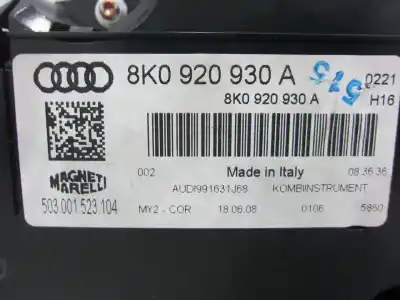 8K0 920 930 A 515 0221
8K0 920 930 A H16
002 Made in Italy 08:36:36
MAGNETI
MARELLI
AUDI991631J68 KOMBIINSTRUMENT
503.001.523.104
MY2 - COR 18.06.08 0106 5860